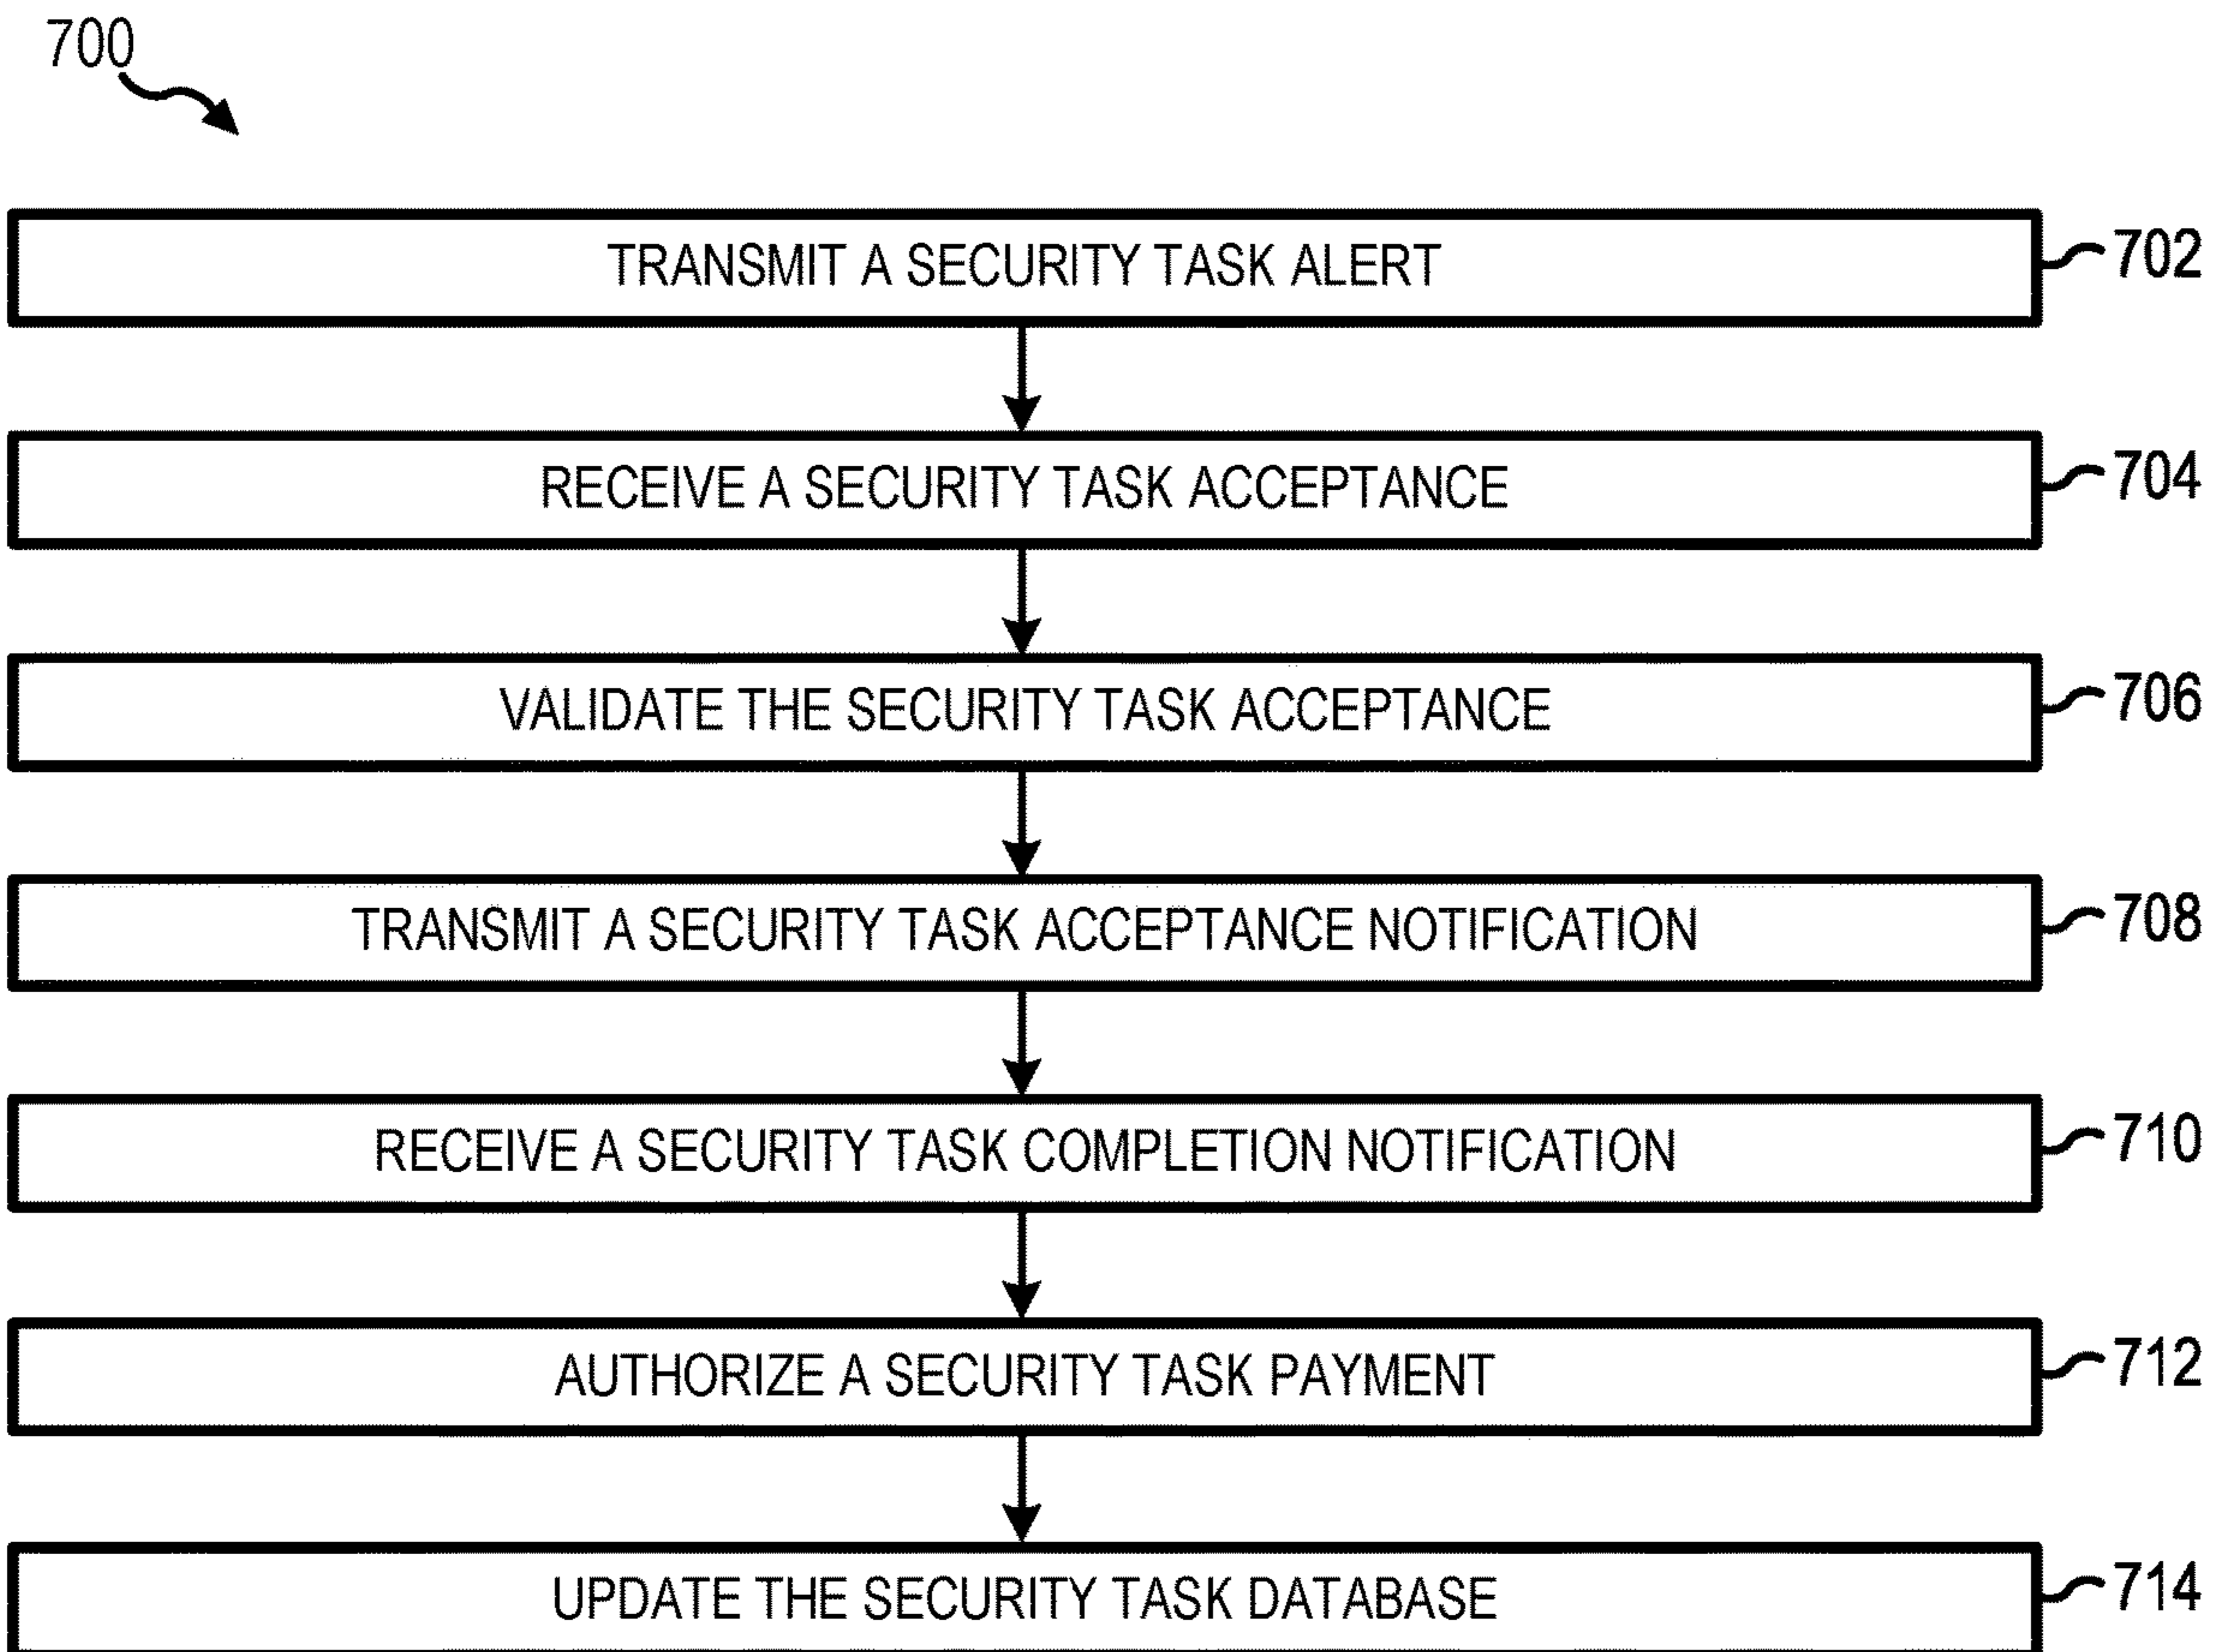 700
TRANSMIT A SECURITY TASK ALERT
702
RECEIVE A SECURITY TASK ACCEPTANCE
704
VALIDATE THE SECURITY TASK ACCEPTANCE
706
TRANSMIT A SECURITY TASK ACCEPTANCE NOTIFICATION
708
RECEIVE A SECURITY TASK COMPLETION NOTIFICATION
710
AUTHORIZE A SECURITY TASK PAYMENT
712
UPDATE THE SECURITY TASK DATABASE
714